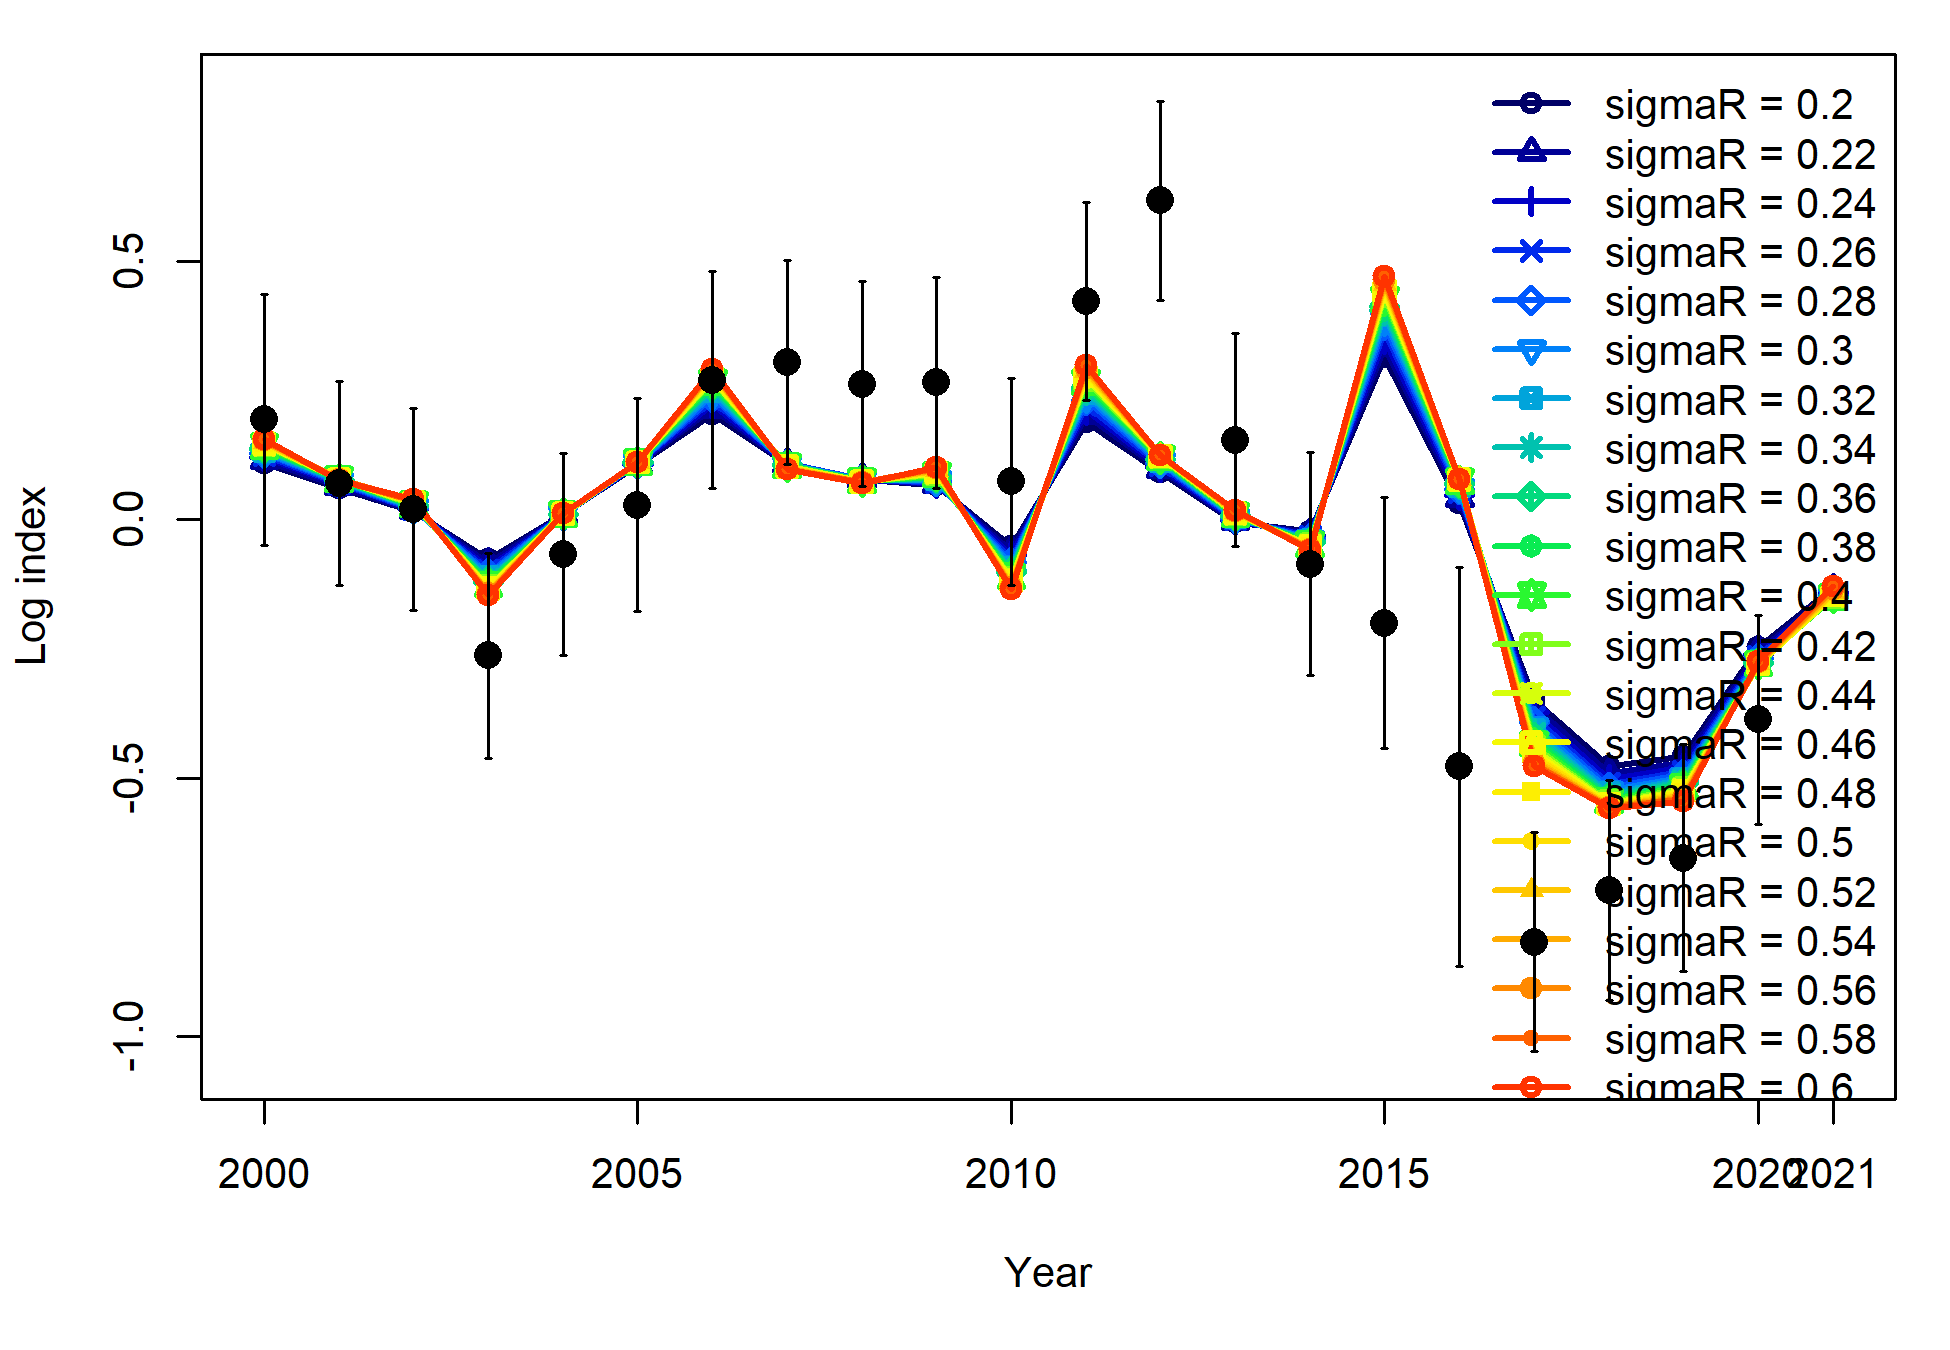 sigmaR = 0.2
sigmaR = 0.22
sigmaR = 0.24
sigmaR = 0.26
sigmaR = 0.28
sigmaR = 0.3
sigmaR = 0.32
sigmaR = 0.34
sigmaR = 0.36
sigmaR = 0.38
sigmaR = 0.4
sigmaR = 0.42
sigmaR = 0.44
sigmaR = 0.46
sigmaR = 0.48
sigmaR = 0.5
sigmaR = 0.52
sigmaR = 0.54
sigmaR = 0.56
sigmaR = 0.58
sigmaR = 0.6
Log index
0.5
0.0
-0.5
-1.0
2000 2005 2010 2015 2020 2021
Year